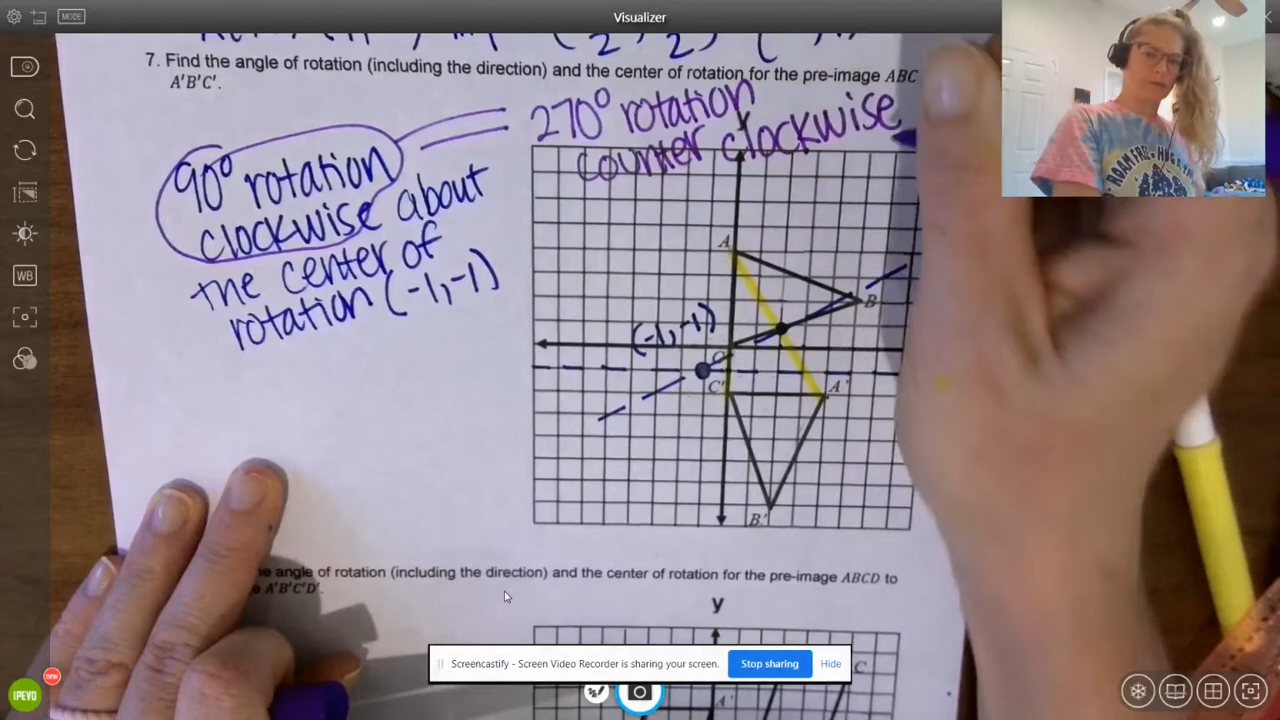 MODE
Visualizer
7. Find the angle of rotation (including the direction) and the center of rotation for the pre-image ABC
A'B'C'.
270° rotation
counter clockwise
90° rotation
clockwise about
the center of
rotation (-1,-1)
A
B
(-1,-1)
C
C'
A'
B'
WB
angle of rotation (including the direction) and the center of rotation for the pre-image ABCD to
A'B'C'D'.
y
C
A'
Screencastify - Screen Video Recorder is sharing your screen.
Stop sharing
Hide
new
IPEVO